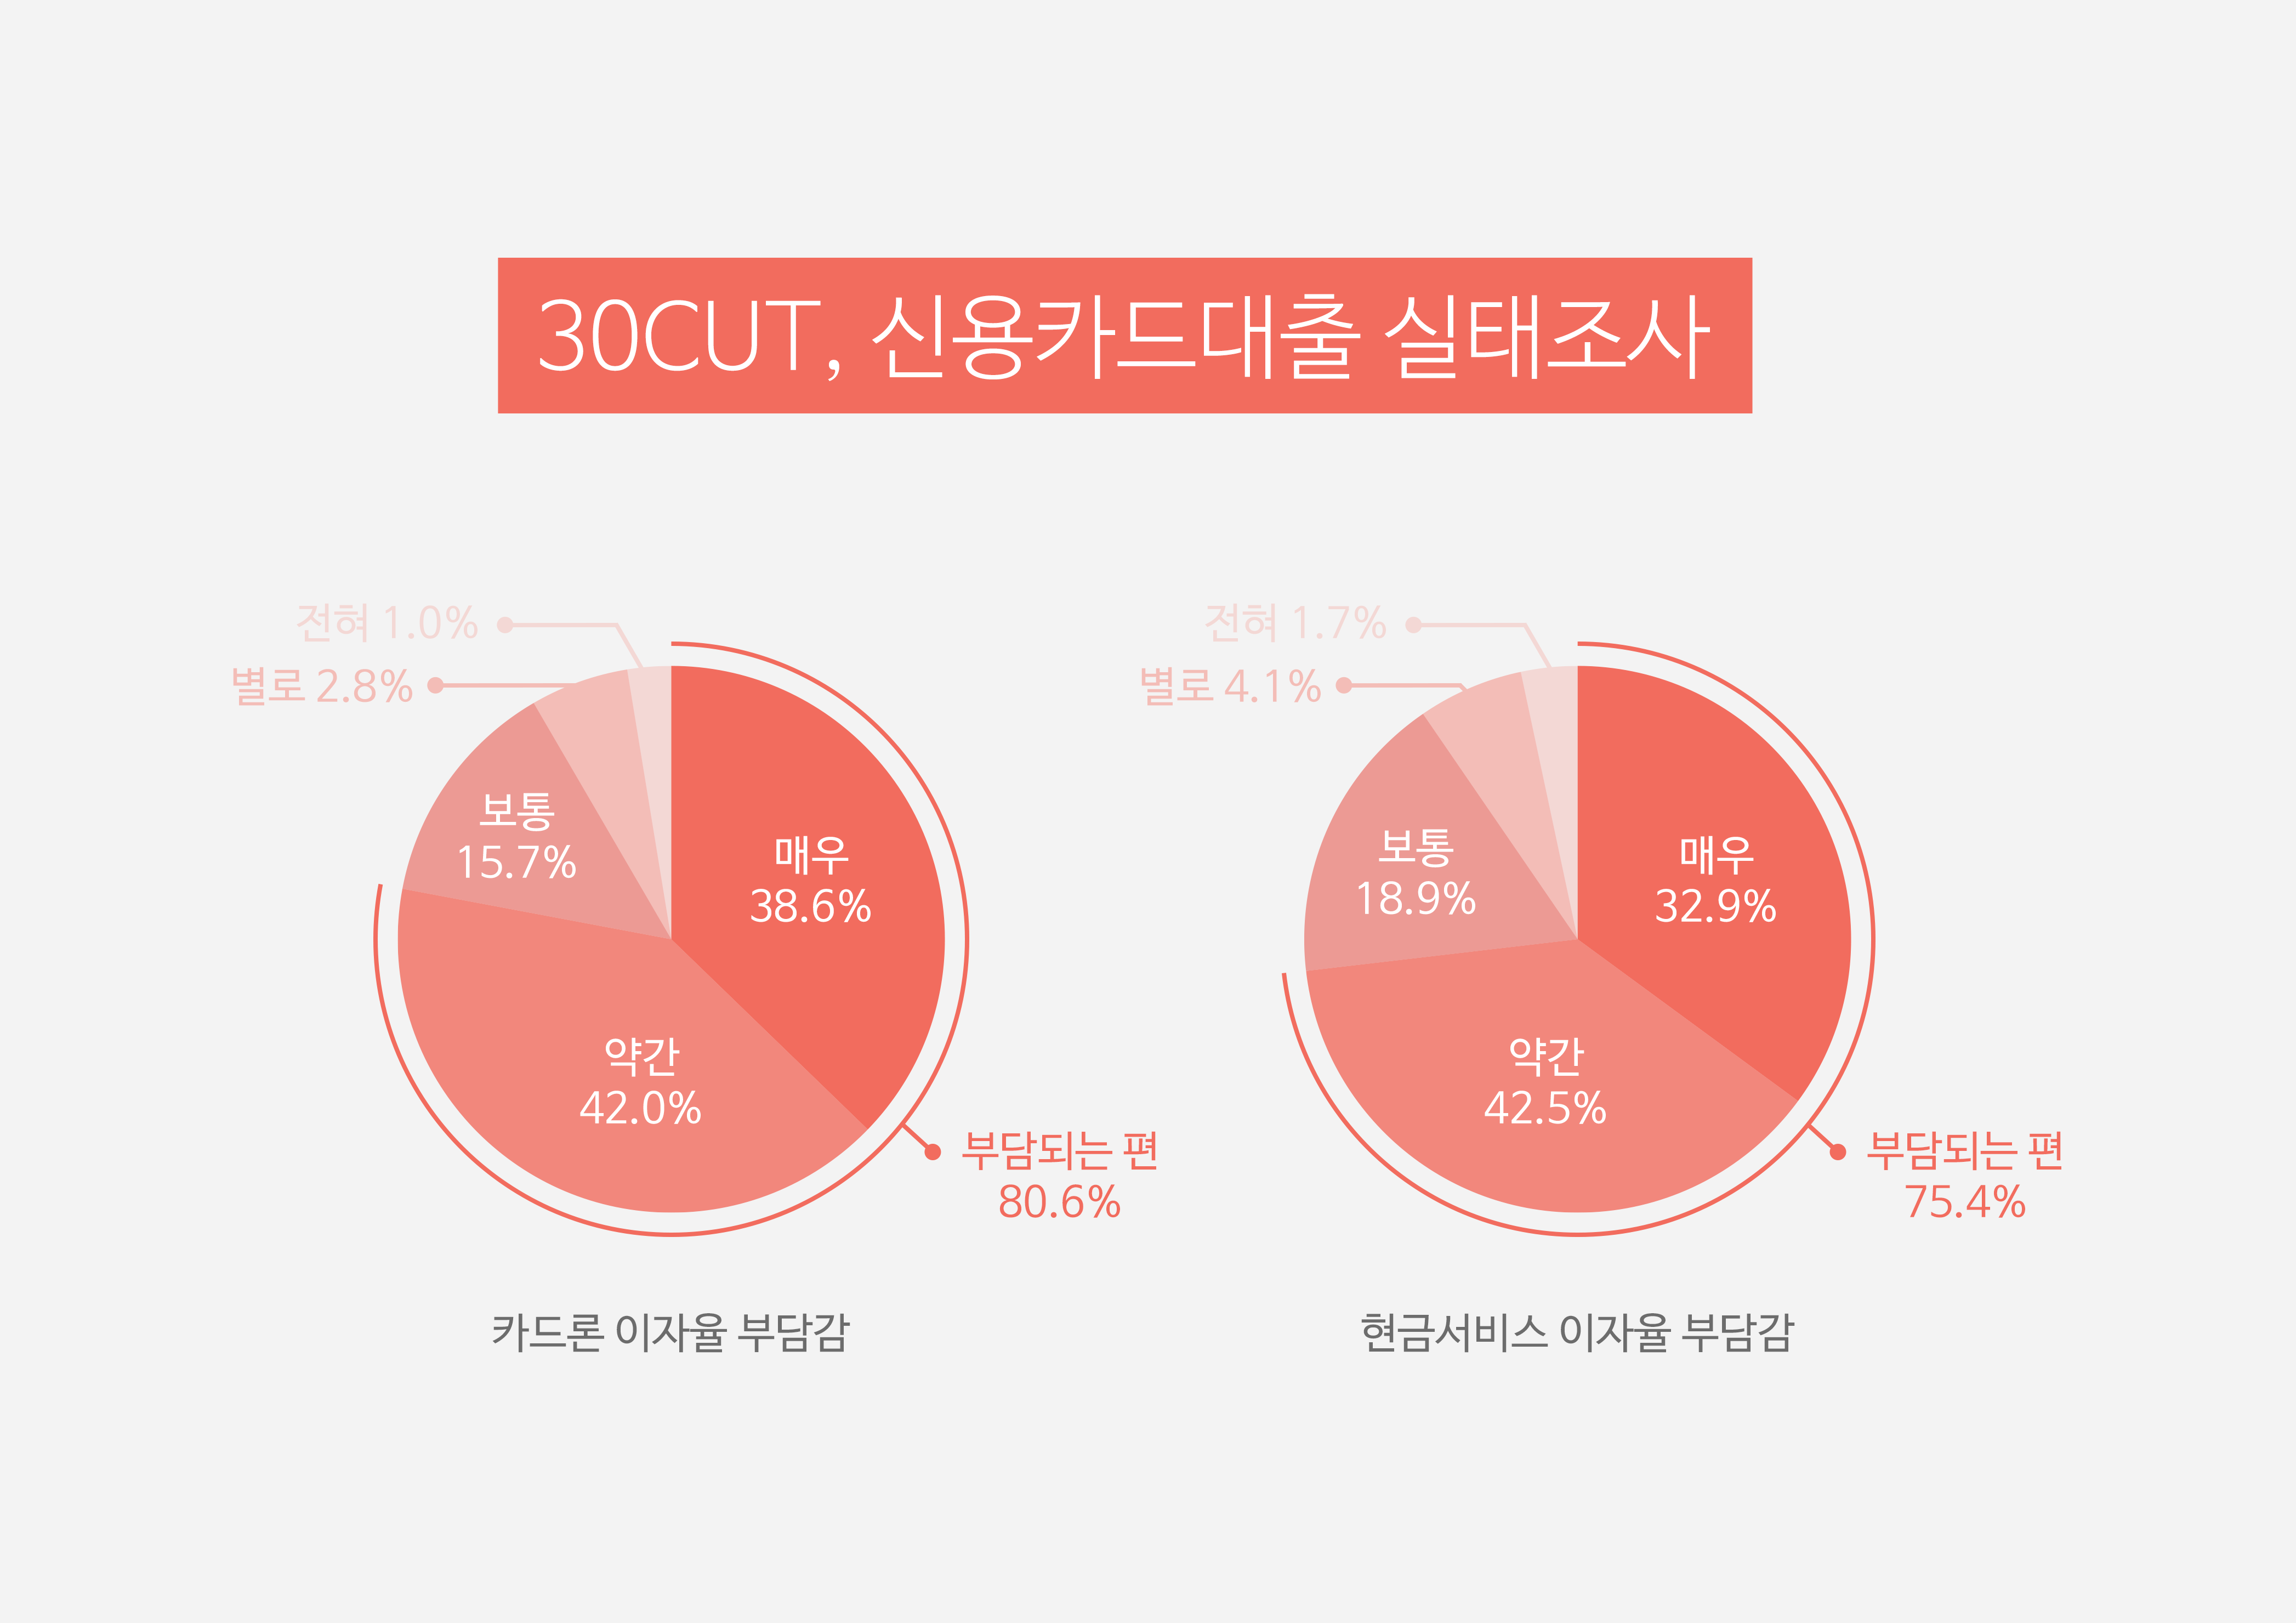 30CUT, 신용카드대출 실태조사
전혀 1.0%
별로 2.8%
보통
15.7%
매우
38.6%
약간
42.0%
부담되는 편
80.6%
카드론 이자율 부담감
전혀 1.7%
별로 4.1%
보통
18.9%
매우
32.9%
약간
42.5%
부담되는 편
75.4%
현금서비스 이자율 부담감